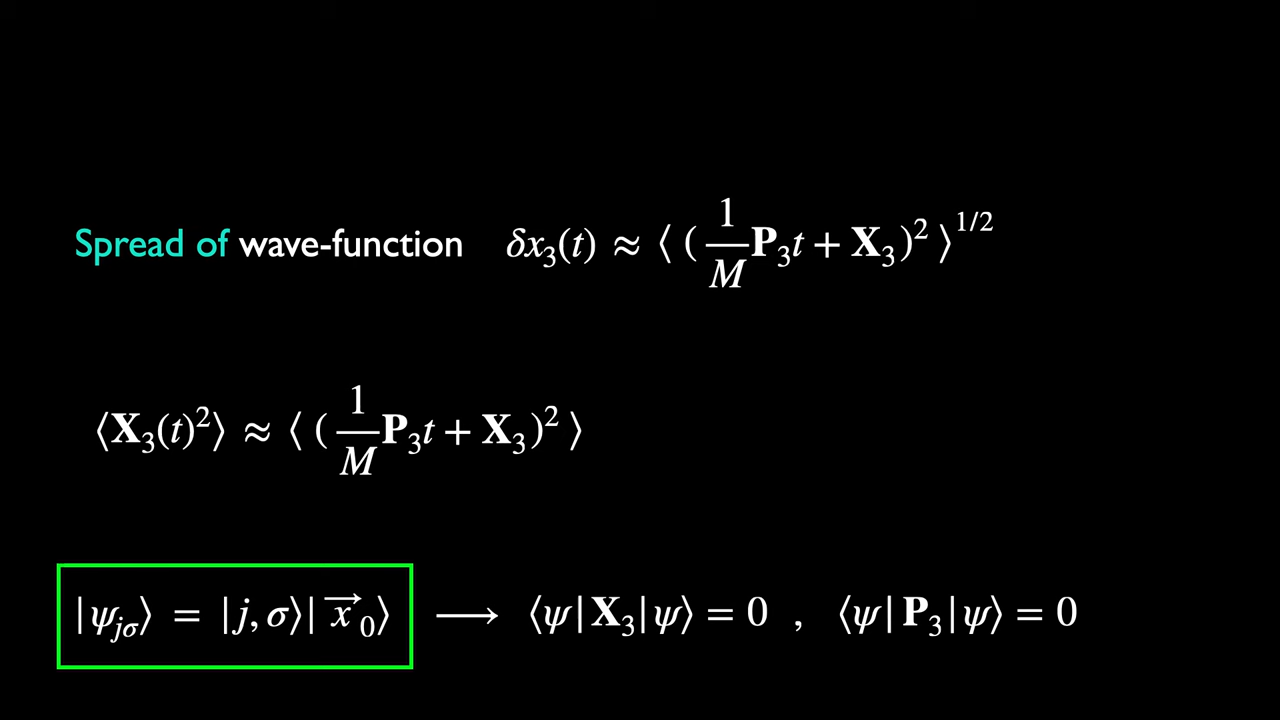 Spread of wave-function δx₃(t) ≈ ⟨ ( 1/M 𝐏₃t + 𝐗₃ )² ⟩^1/2
⟨𝐗₃(t)²⟩ ≈ ⟨ ( 1/M 𝐏₃t + 𝐗₃ )² ⟩
|ψ_jσ⟩ = |j, σ⟩| x⃗ ₀⟩ ⟶ ⟨ψ|𝐗₃|ψ⟩ = 0 , ⟨ψ|𝐏₃|ψ⟩ = 0